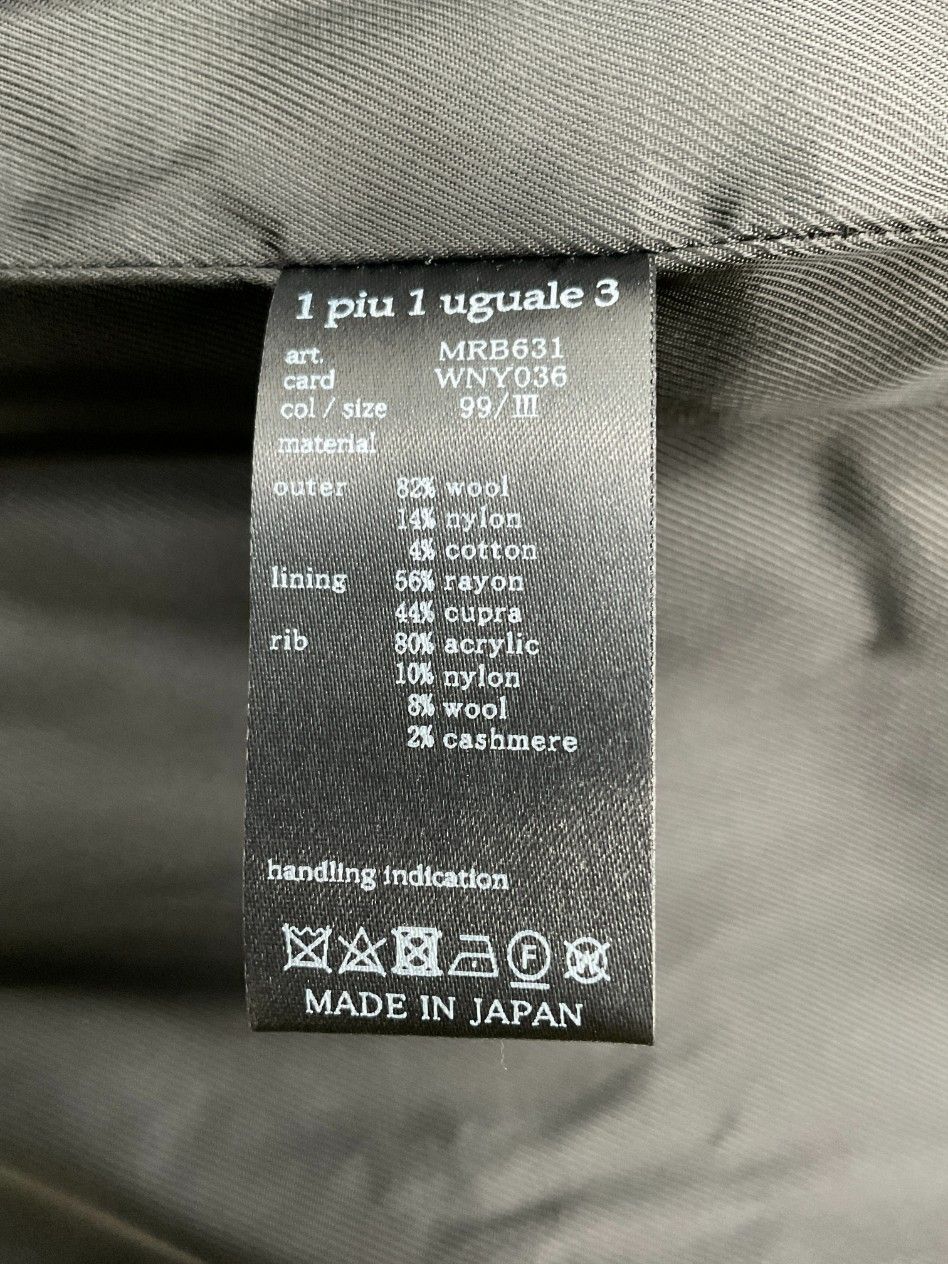 1 piu 1 uguale 3
art. MRB631
card WNY036
col / size 99/III
material
outer 82% wool
14% nylon
4% cotton
lining 56% rayon
44% cupra
rib 80% acrylic
10% nylon
8% wool
2% cashmere
handling indication
F W
MADE IN JAPAN